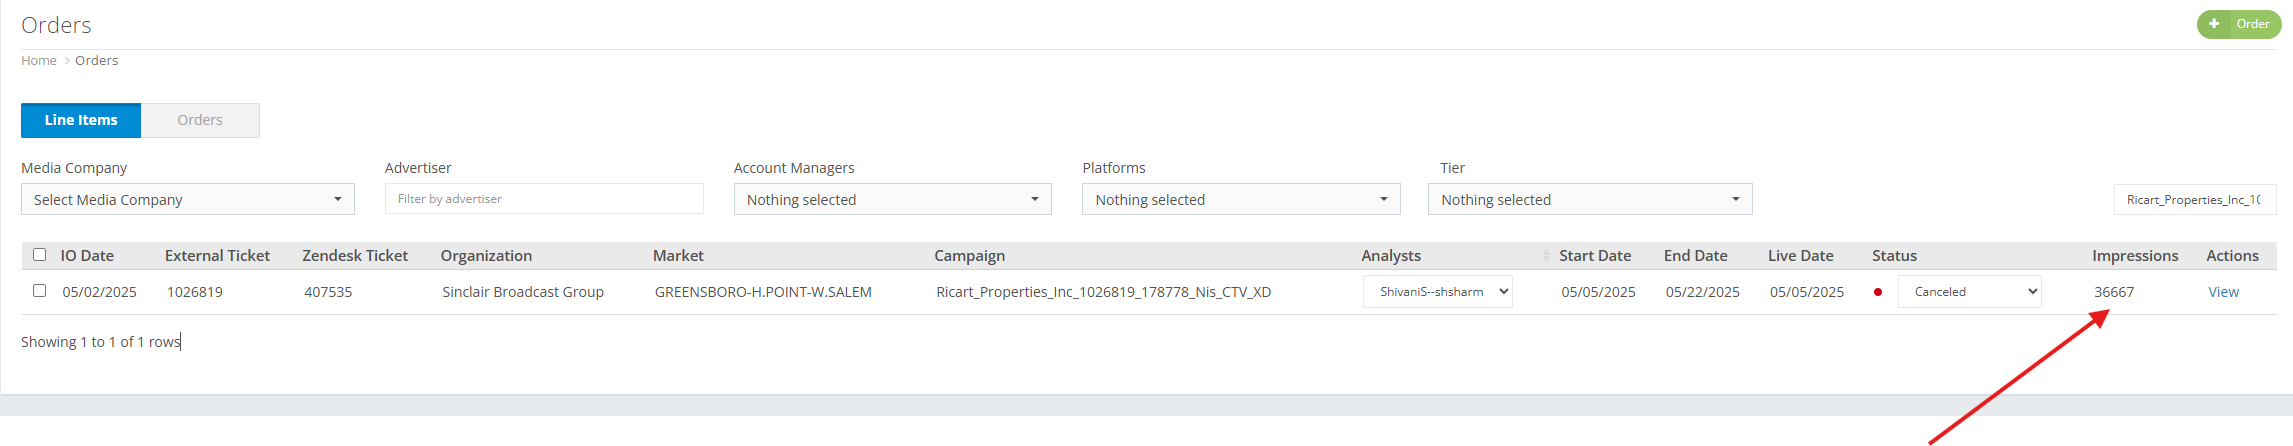 Orders
Order
Home > Orders
Line Items Orders
Media Company Advertiser Account Managers Platforms Tier
Select Media Company Filter by advertiser Nothing selected Nothing selected Nothing selected Ricart_Properties_Inc_10
IO Date External Ticket Zendesk Ticket Organization Market Campaign Analysts Start Date End Date Live Date Status Impressions Actions
05/02/2025 1026819 407535 Sinclair Broadcast Group GREENSBORO-H.POINT-W.SALEM Ricart_Properties_Inc_1026819_178778_Nis_CTV_XD ShivaniS--shsharm 05/05/2025 05/22/2025 05/05/2025 Canceled 36667 View
Showing 1 to 1 of 1 rows